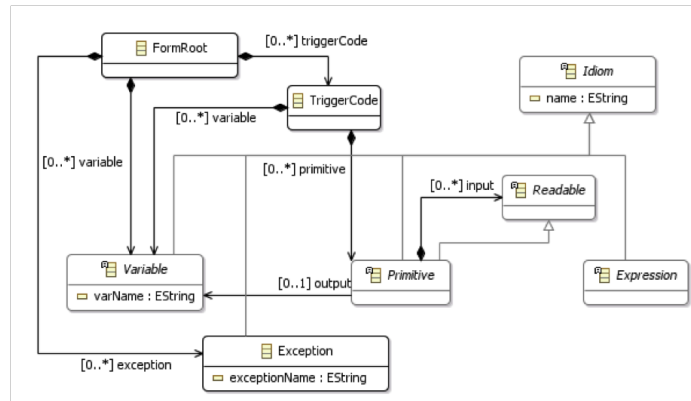 [0..*] triggerCode
FormRoot
Idiom
name : EString
TriggerCode
[0..*] variable
[0..*] variable
[0..*] primitive
[0..*] input
Readable
Variable
varName : EString
[0..1] output
Primitive
Expression
Exception
exceptionName : EString
[0..*] exception